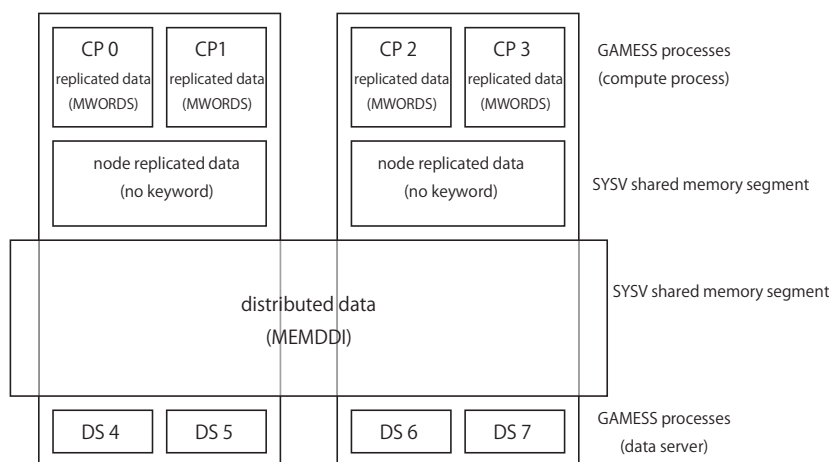 CP 0
replicated data
(MWORDS)
CP1
replicated data
(MWORDS)
CP 2
replicated data
(MWORDS)
CP 3
replicated data
(MWORDS)
GAMESS processes
(compute process)
node replicated data
(no keyword)
node replicated data
(no keyword)
SYSV shared memory segment
distributed data
(MEMDDI)
SYSV shared memory segment
DS 4
DS 5
DS 6
DS 7
GAMESS processes
(data server)